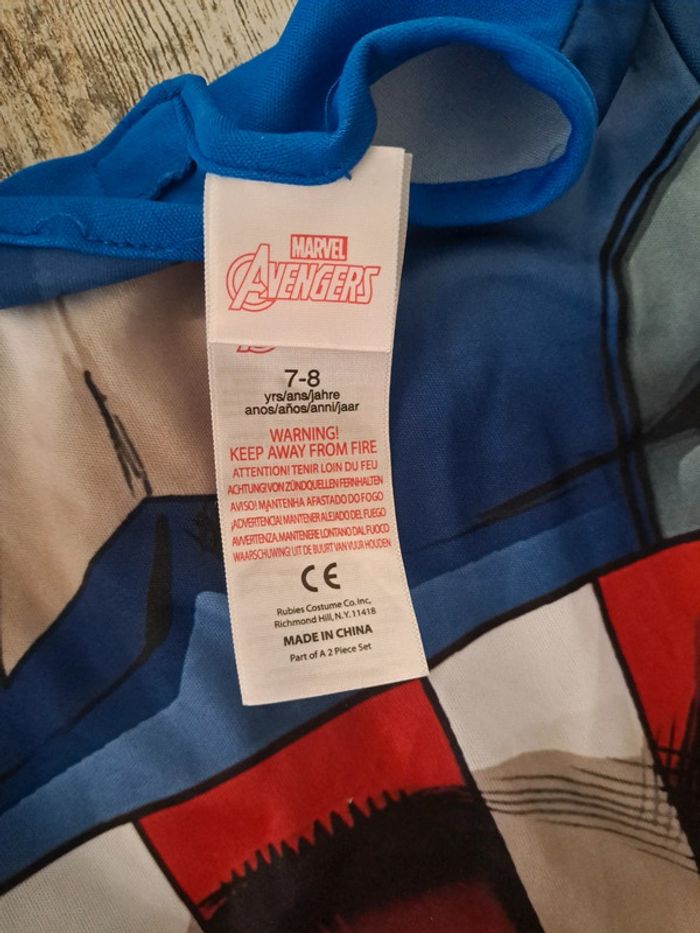 MARVEL
AVENGERS
7-8
yrs/ans/jahre
anos/años/anni/jaar
WARNING!
KEEP AWAY FROM FIRE
ATTENTION! TENIR LOIN DU FEU
ACHTUNG! VON ZÜNDQUELLEN FERNHALTEN
AVISO! MANTENHA AFASTADO DO FOGO
¡ADVERTENCIA! MANTENER ALEJADO DEL FUEGO
AVVERTENZA. MANTENERE LONTANO DAL FUOCO
WAARSCHUWING! UIT DE BUURT VAN VUUR HOUDEN
CE
Rubies Costume Co. Inc,
Richmond Hill, N.Y. 11418
MADE IN CHINA
Part of A 2 Piece Set